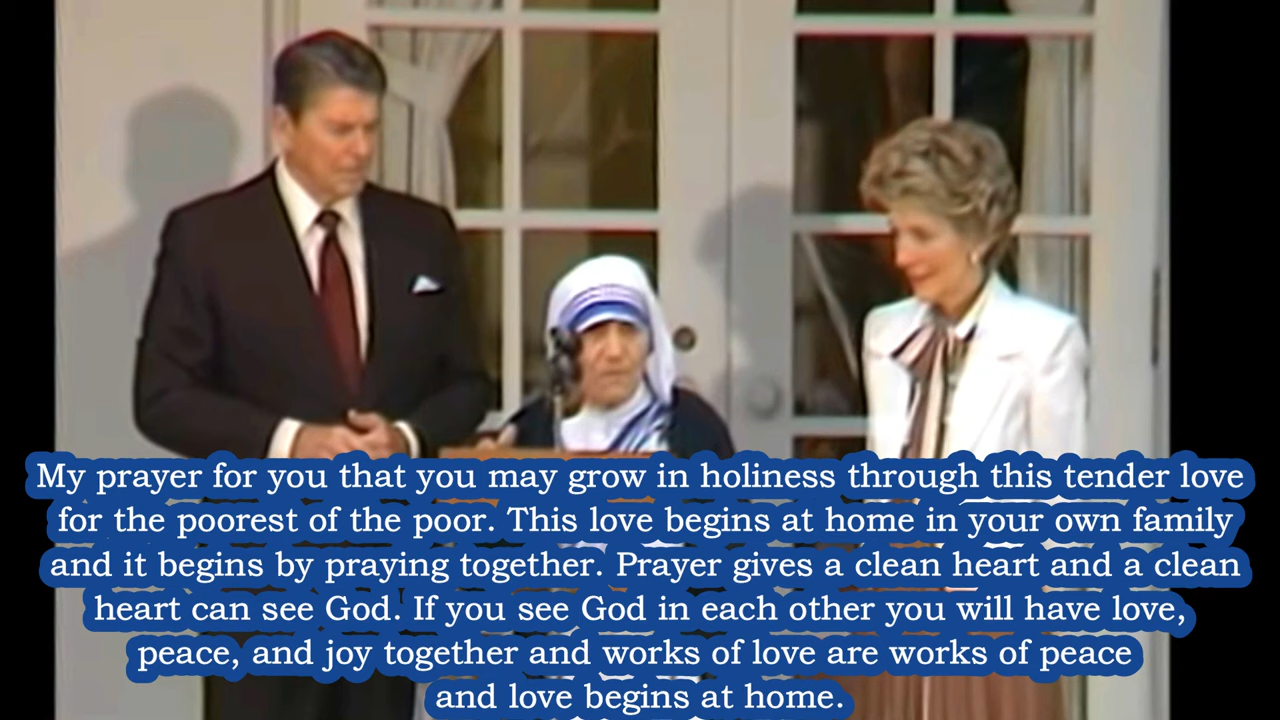 My prayer for you that you may grow in holiness through this tender love
for the poorest of the poor. This love begins at home in your own family
and it begins by praying together. Prayer gives a clean heart and a clean
heart can see God. If you see God in each other you will have love,
peace, and joy together and works of love are works of peace
and love begins at home.